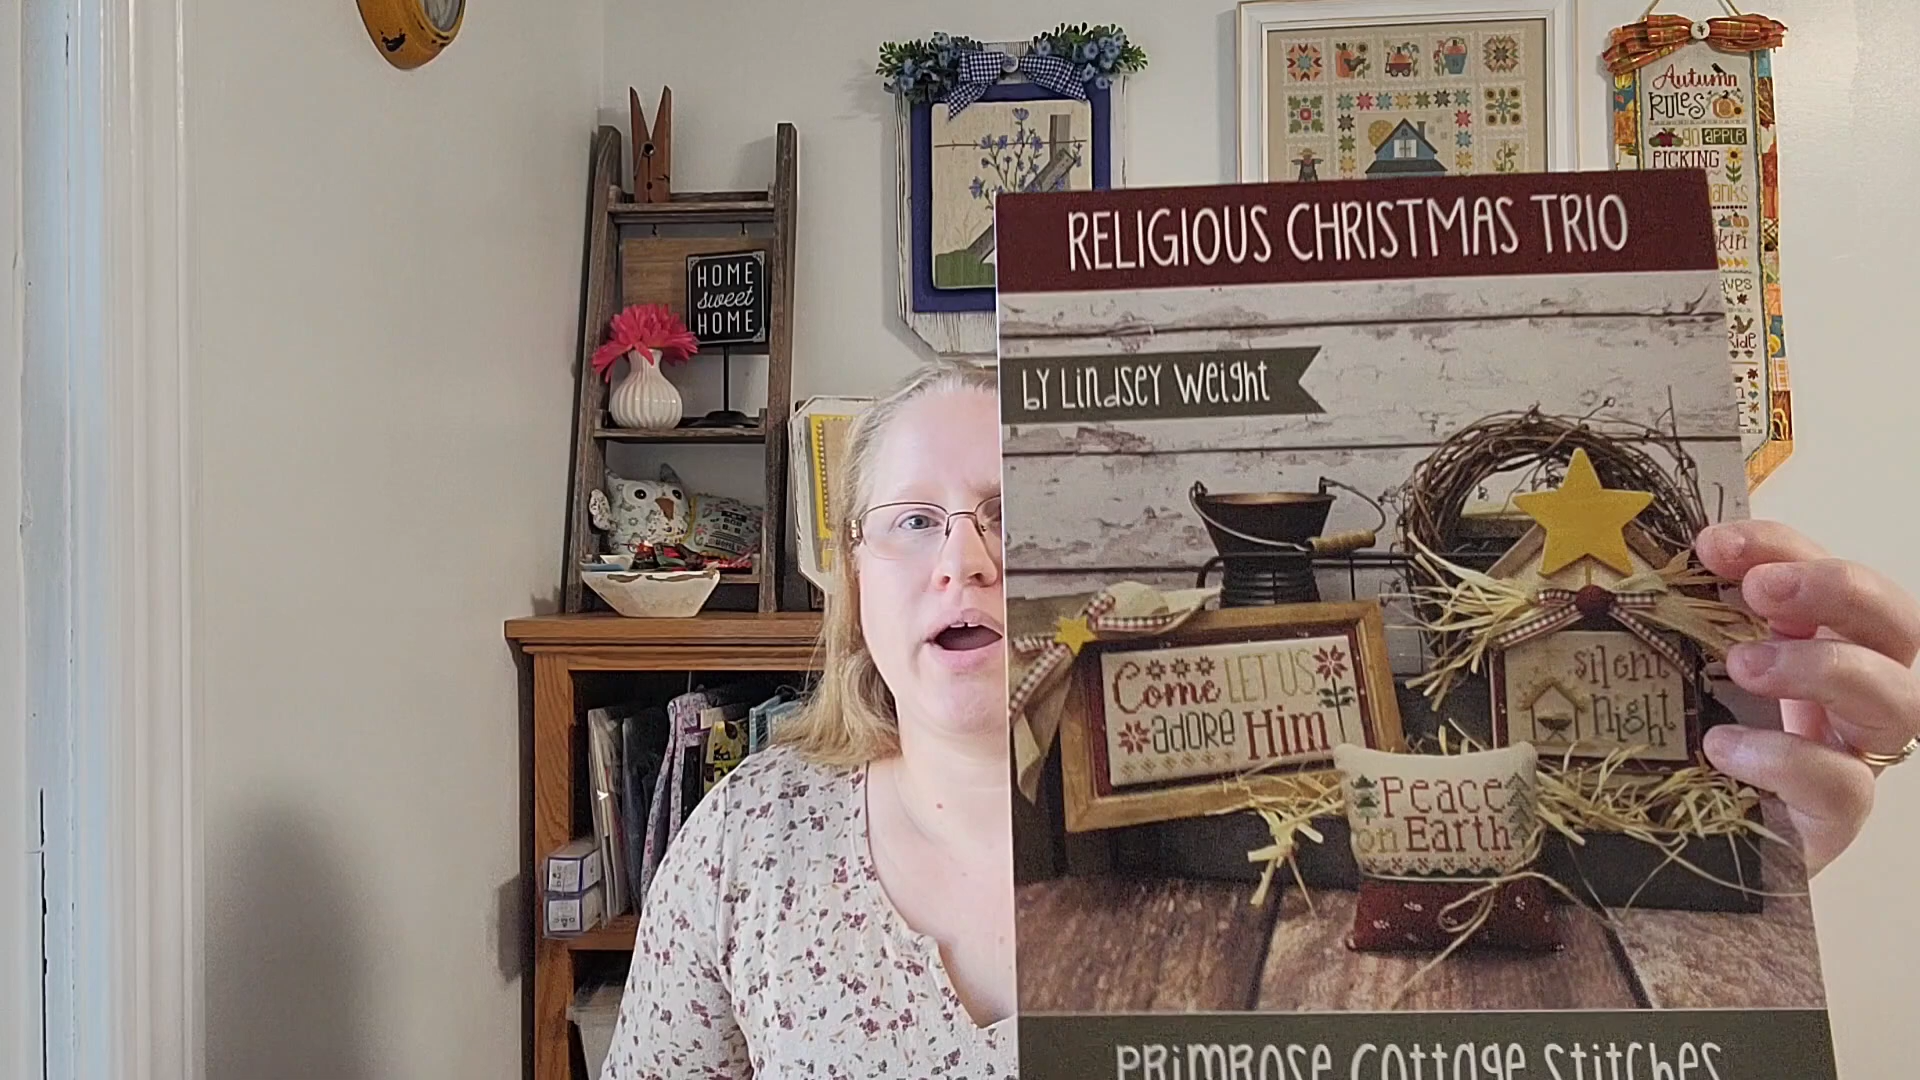 HOME
sweet
HOME
Autumn
RULES
go APPLE
PICKING
RELIGIOUS CHRISTMAS TRIO
by Lindsey Weight
Come LET US
adore Him
silent
night
Peace
on Earth
PRIMROSE COTTAGE STITCHES